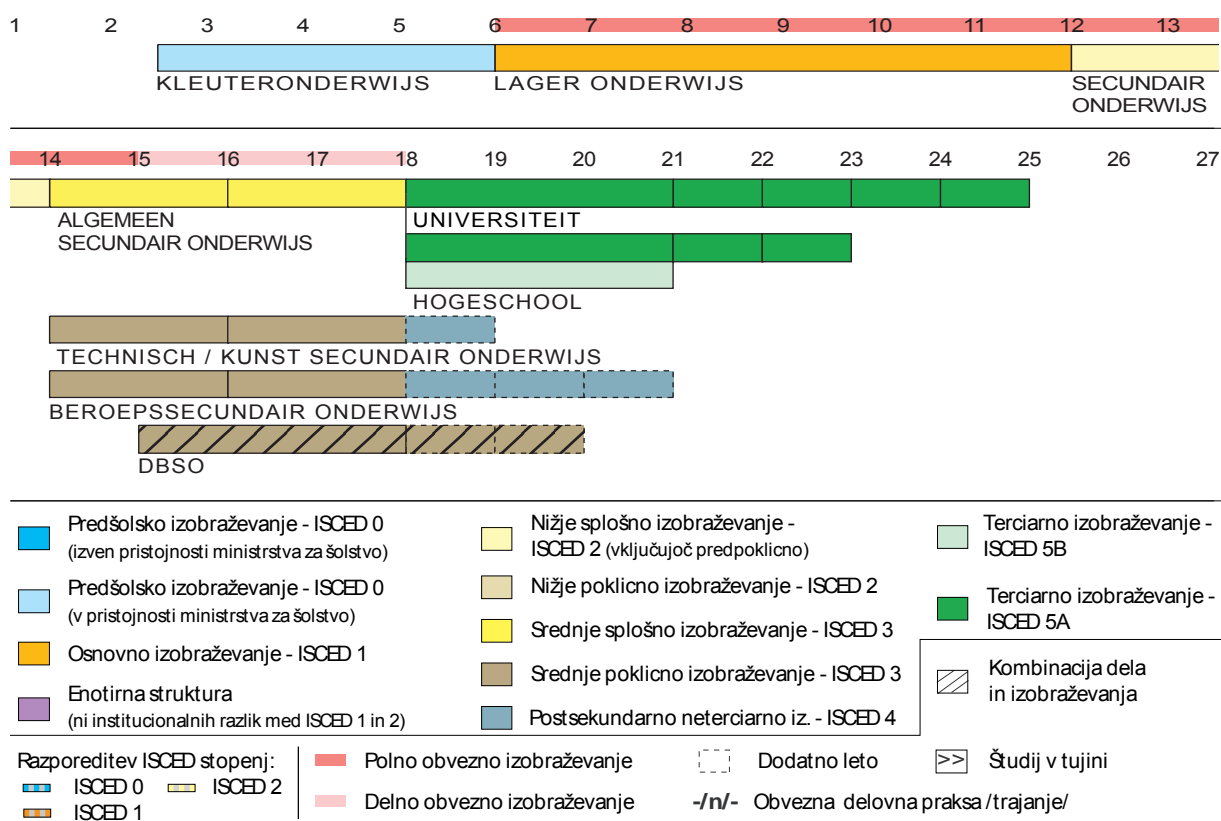 1 2 3 4 5 6 7 8 9 10 11 12 13
KLEUTERONDERWIJS LAGER ONDERWIJS SECUNDAIR
ONDERWIJS
14 15 16 17 18 19 20 21 22 23 24 25 26 27
ALGEMEEN
SECUNDAIR ONDERWIJS
UNIVERSITEIT
HOGESCHOOL
TECHNISCH / KUNST SECUNDAIR ONDERWIJS
BEROEPSSECUNDAIR ONDERWIJS
DBSO
Predšolsko izobraževanje - ISCED 0
(izven pristojnosti ministrstva za šolstvo)
Predšolsko izobraževanje - ISCED 0
(v pristojnosti ministrstva za šolstvo)
Osnovno izobraževanje - ISCED 1
Enotirna struktura
(ni institucionalnih razlik med ISCED 1 in 2)
Nižje splošno izobraževanje -
ISCED 2 (vključujoč predpoklicno)
Nižje poklicno izobraževanje - ISCED 2
Srednje splošno izobraževanje - ISCED 3
Srednje poklicno izobraževanje - ISCED 3
Postsekundarno neterciarno iz. - ISCED 4
Terciarno izobraževanje -
ISCED 5B
Terciarno izobraževanje -
ISCED 5A
Kombinacija dela
in izobraževanja
Razporeditev ISCED stopenj:
ISCED 0 ISCED 2
ISCED 1
Polno obvezno izobraževanje
Delno obvezno izobraževanje
Dodatno leto
-/n/- Obvezna delovna praksa /trajanje/
>> Študij v tujini